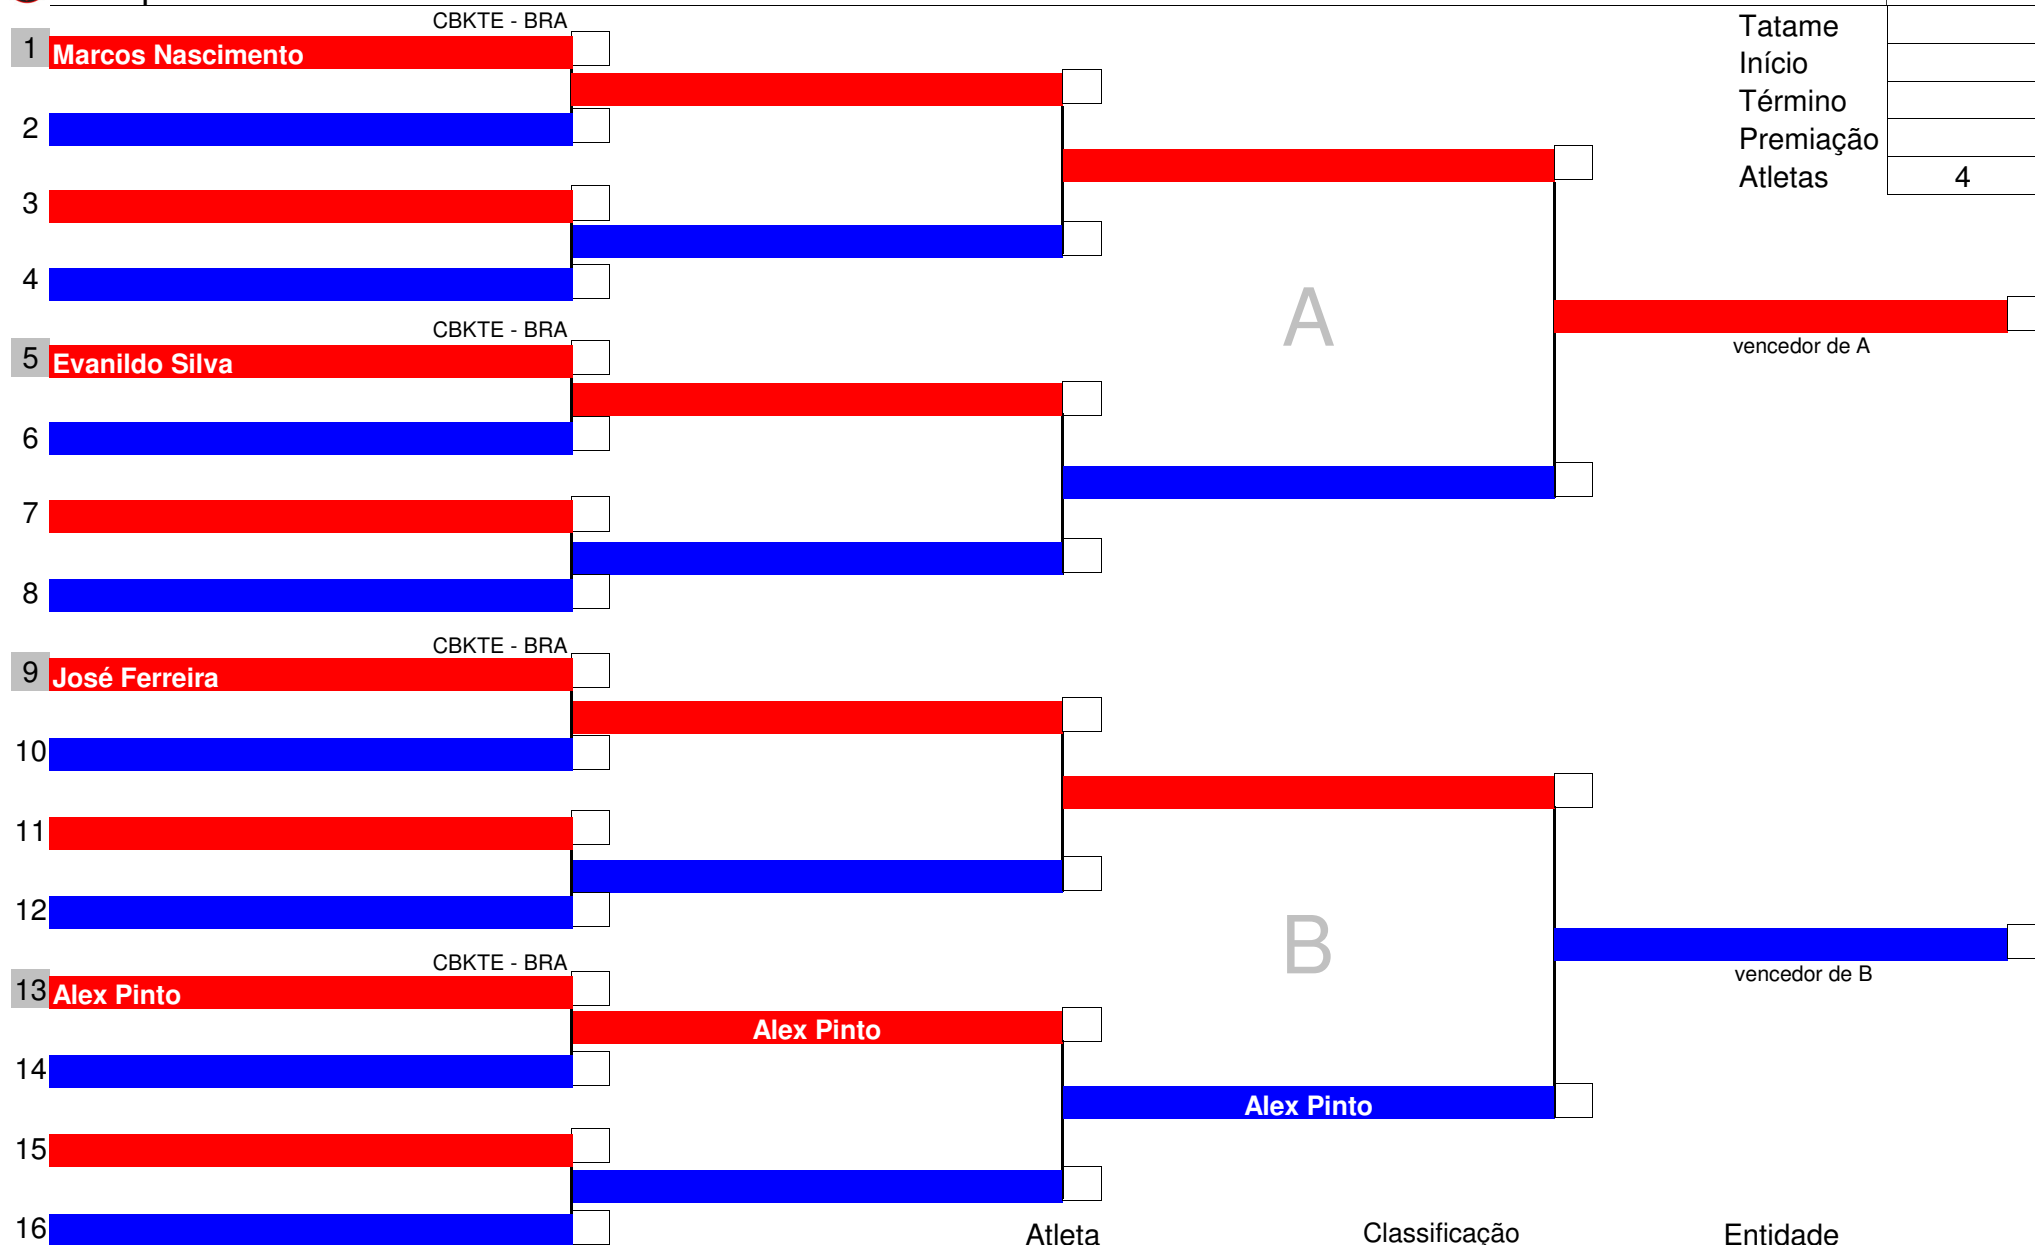 CBKTE - BRA
1 Marcos Nascimento
2
3
4
CBKTE - BRA
5 Evanildo Silva
6
7
8
CBKTE - BRA
9 José Ferreira
10
11
12
CBKTE - BRA
13 Alex Pinto
14
15
16
Alex Pinto
A
B
Alex Pinto
Tatame
Início
Término
Premiação
Atletas 4
vencedor de A
vencedor de B
Atleta Classificação Entidade